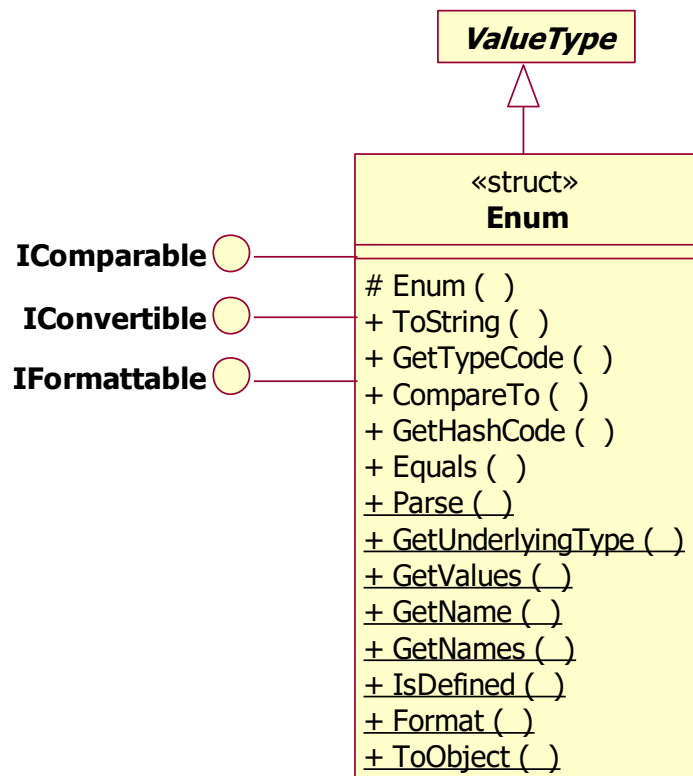 ValueType
«struct»
Enum
IComparable
IConvertible
IFormattable
# Enum ( )
+ ToString ( )
+ GetTypeCode ( )
+ CompareTo ( )
+ GetHashCode ( )
+ Equals ( )
+ Parse ( )
+ GetUnderlyingType ( )
+ GetValues ( )
+ GetName ( )
+ GetNames ( )
+ IsDefined ( )
+ Format ( )
+ ToObject ( )